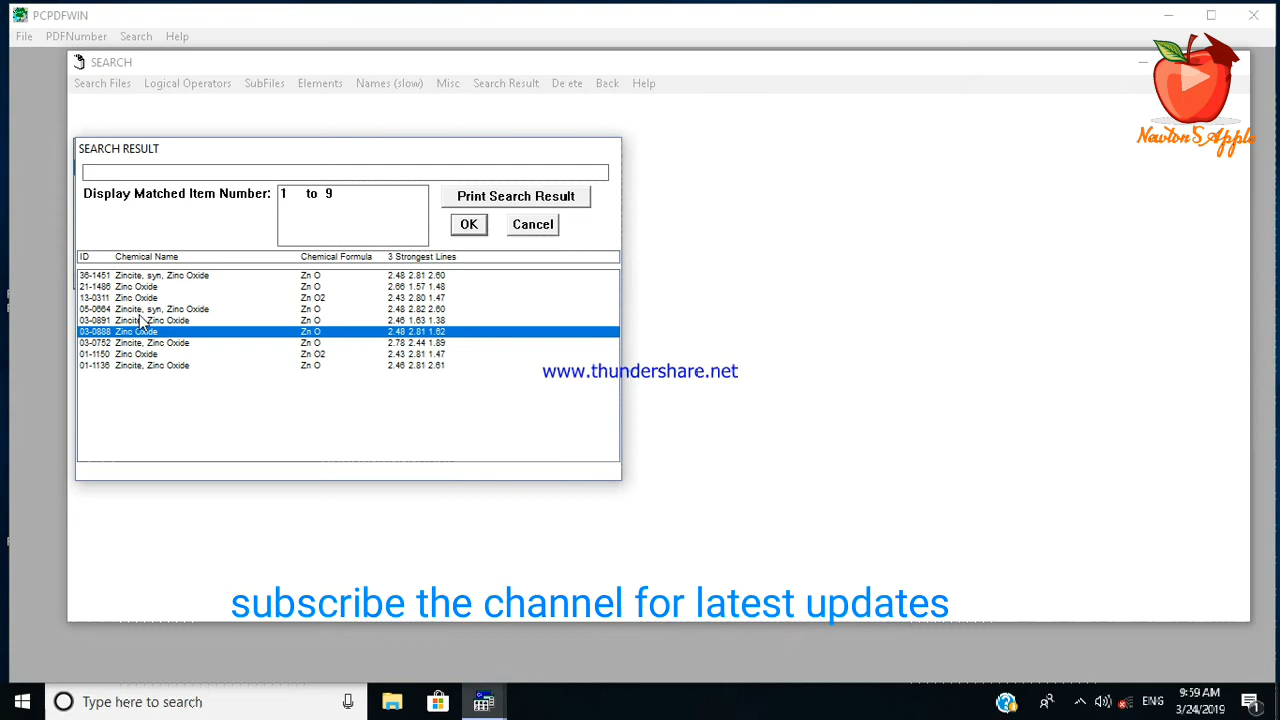 PCPDFWIN
File PDFNumber Search Help
SEARCH
Search Files Logical Operators SubFiles Elements Names (slow) Misc Search Result De ete Back Help
Newton'S Apple
SEARCH RESULT
Display Matched Item Number: 1 to 9
Print Search Result
OK Cancel
ID Chemical Name Chemical Formula 3 Strongest Lines
36-1451 Zincite, syn, Zinc Oxide Zn O 2.48 2.81 2.60
21-1486 Zinc Oxide Zn O 2.66 1.57 1.48
13-0311 Zinc Oxide Zn O2 2.43 2.80 1.47
05-0664 Zincite, syn, Zinc Oxide Zn O 2.48 2.82 2.60
03-0891 Zincite, Zinc Oxide Zn O 2.46 1.63 1.38
03-0888 Zinc Oxide Zn O 2.48 2.81 1.62
03-0752 Zincite, Zinc Oxide Zn O 2.78 2.44 1.89
01-1150 Zinc Oxide Zn O2 2.43 2.81 1.47
01-1136 Zincite, Zinc Oxide Zn O 2.46 2.81 2.61
www.thundershare.net
subscribe the channel for latest updates
Type here to search
ENG
9:59 AM
3/24/2019
1